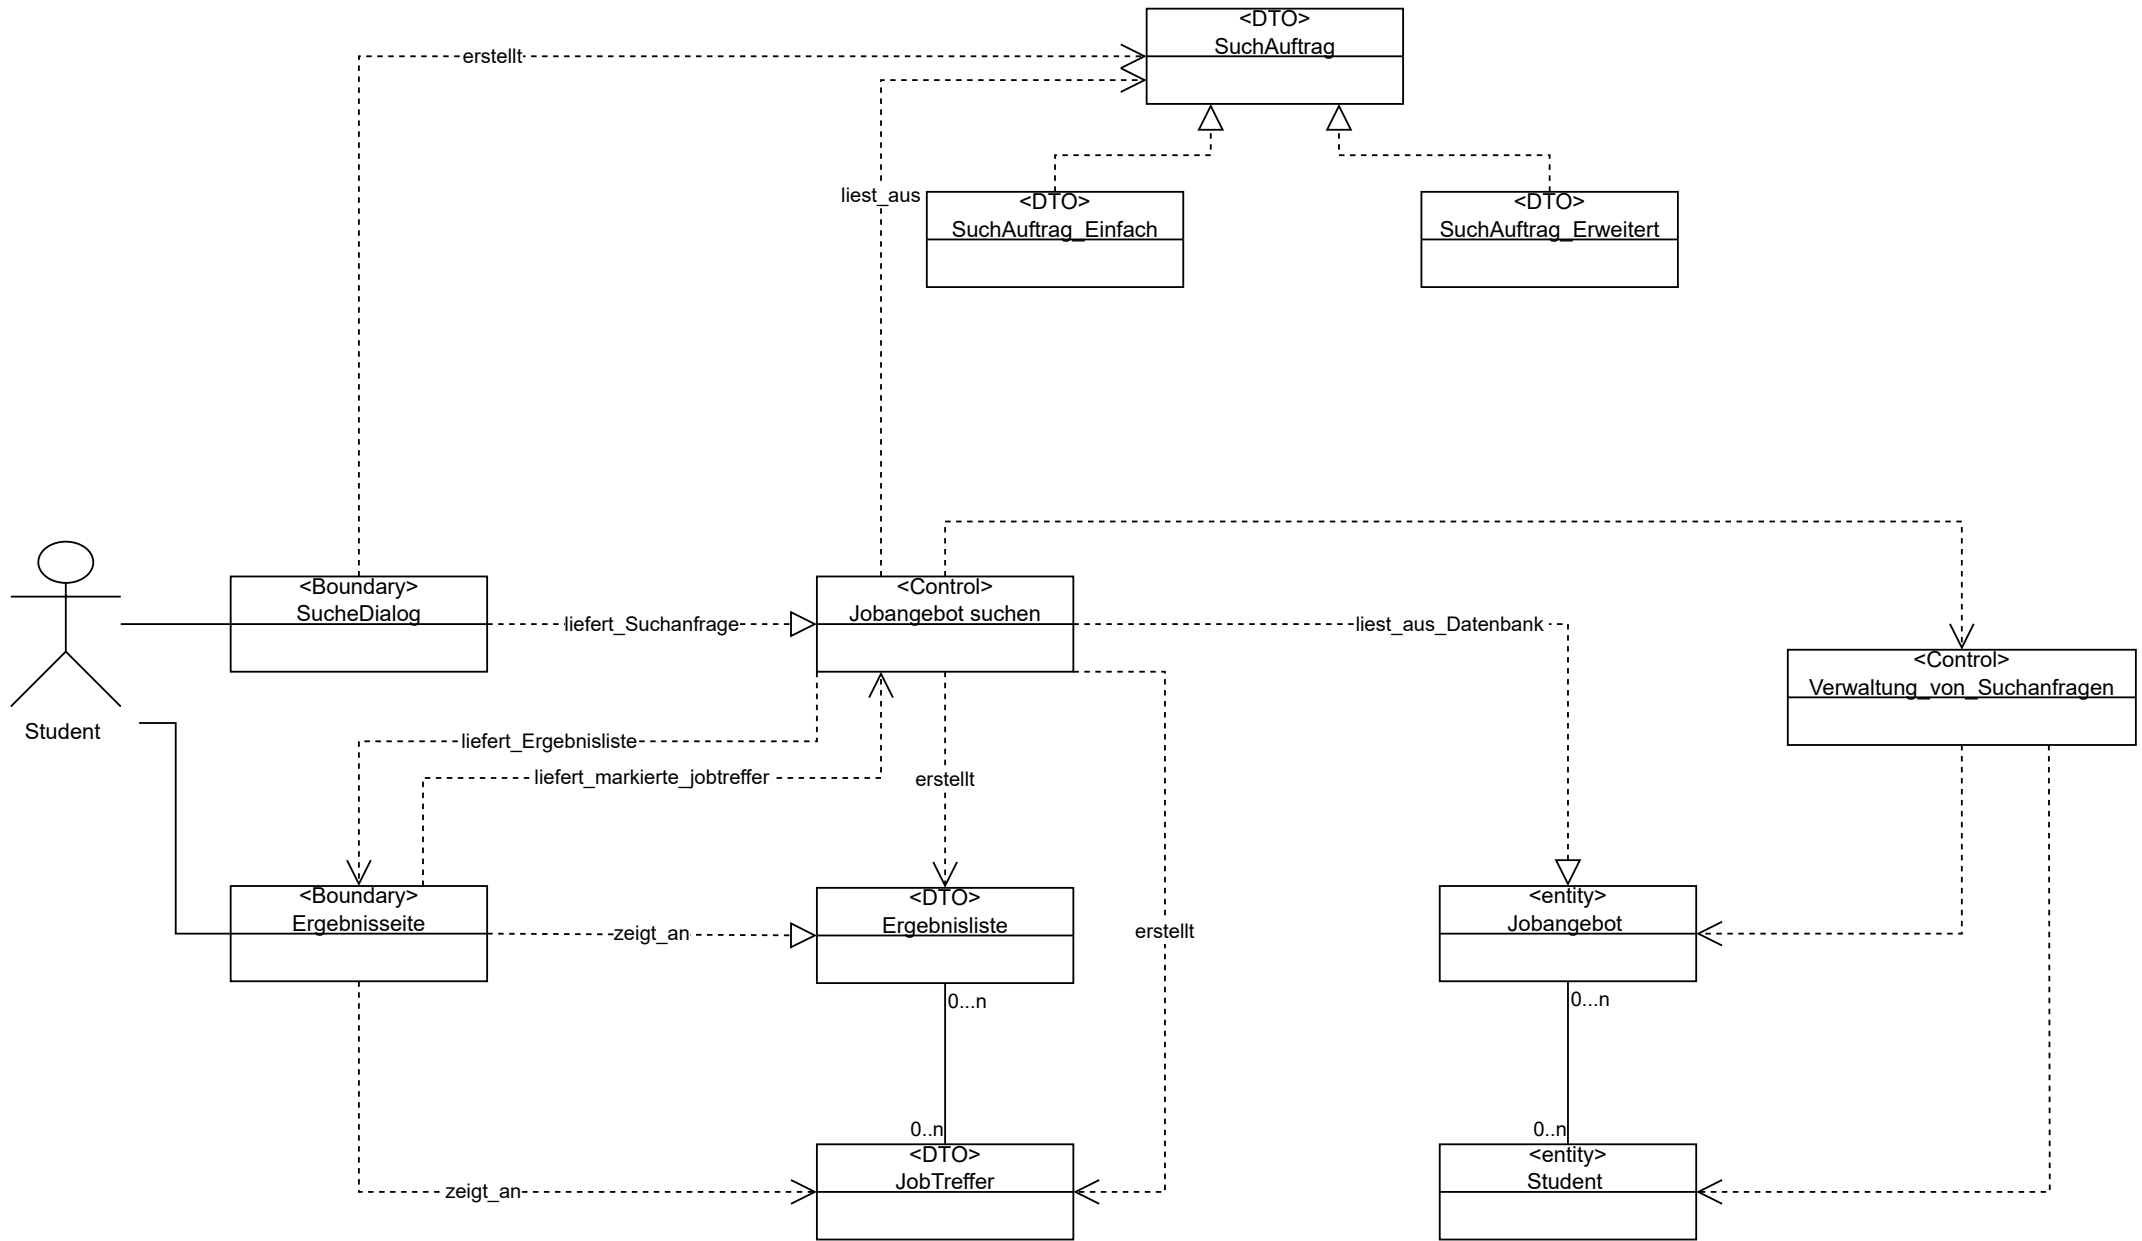 <DTO>
SuchAuftrag
erstellt
liest_aus
<DTO>
SuchAuftrag_Einfach
<DTO>
SuchAuftrag_Erweitert
<Boundary>
SucheDialog
liefert_Suchanfrage
<Control>
Jobangebot suchen
liest_aus_Datenbank
<Control>
Verwaltung_von_Suchanfragen
Student
liefert_Ergebnisliste
liefert_markierte_jobtreffer
erstellt
<Boundary>
Ergebnisseite
zeigt_an
<DTO>
Ergebnisliste
erstellt
<entity>
Jobangebot
0...n
0...n
0..n
0..n
<DTO>
JobTreffer
zeigt_an
<entity>
Student